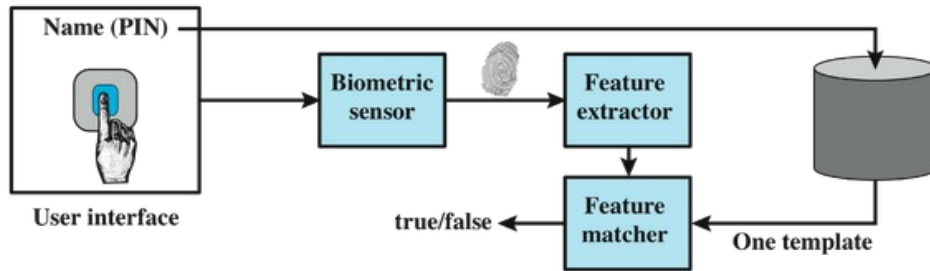 Name (PIN)
Biometric
sensor
Feature
extractor
User interface
true/false
Feature
matcher
One template